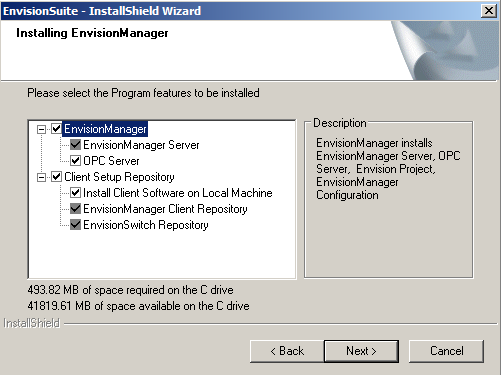 EnvisionSuite - InstallShield Wizard
Installing EnvisionManager
Please select the Program features to be installed
EnvisionManager
EnvisionManager Server
OPC Server
Client Setup Repository
Install Client Software on Local Machine
EnvisionManager Client Repository
EnvisionSwitch Repository
Description
EnvisionManager installs
EnvisionManager Server, OPC
Server, Envision Project,
EnvisionManager
Configuration
493.82 MB of space required on the C drive
41819.61 MB of space available on the C drive
InstallShield
< Back
Next >
Cancel